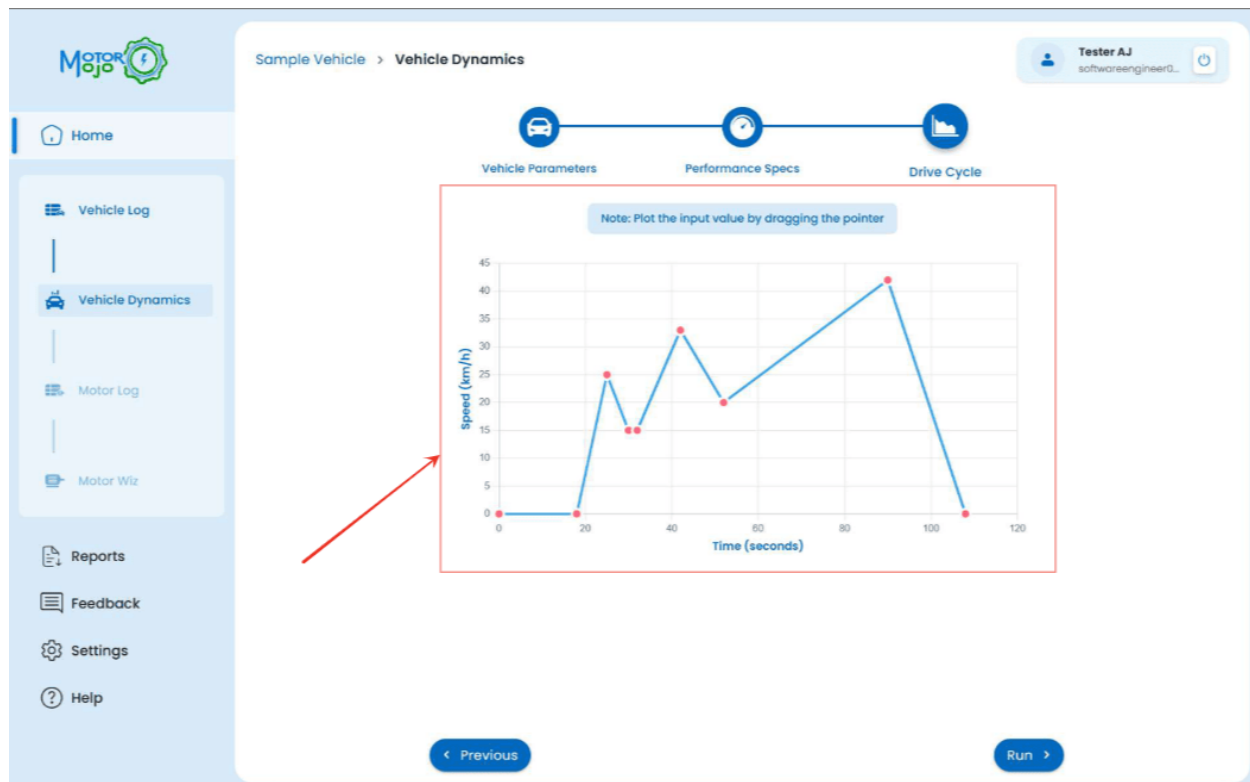 MOTOR
MOJO
Sample Vehicle > Vehicle Dynamics
Tester AJ
softwareengineer0...
Home
Vehicle Parameters
Performance Specs
Drive Cycle
Vehicle Log
Vehicle Dynamics
Motor Log
Motor Wiz
Reports
Feedback
Settings
Help
Note: Plot the input value by dragging the pointer
45
40
35
30
25
20
15
10
5
0
Speed (km/h)
0 20 40 60 80 100 120
Time (seconds)
< Previous
Run >